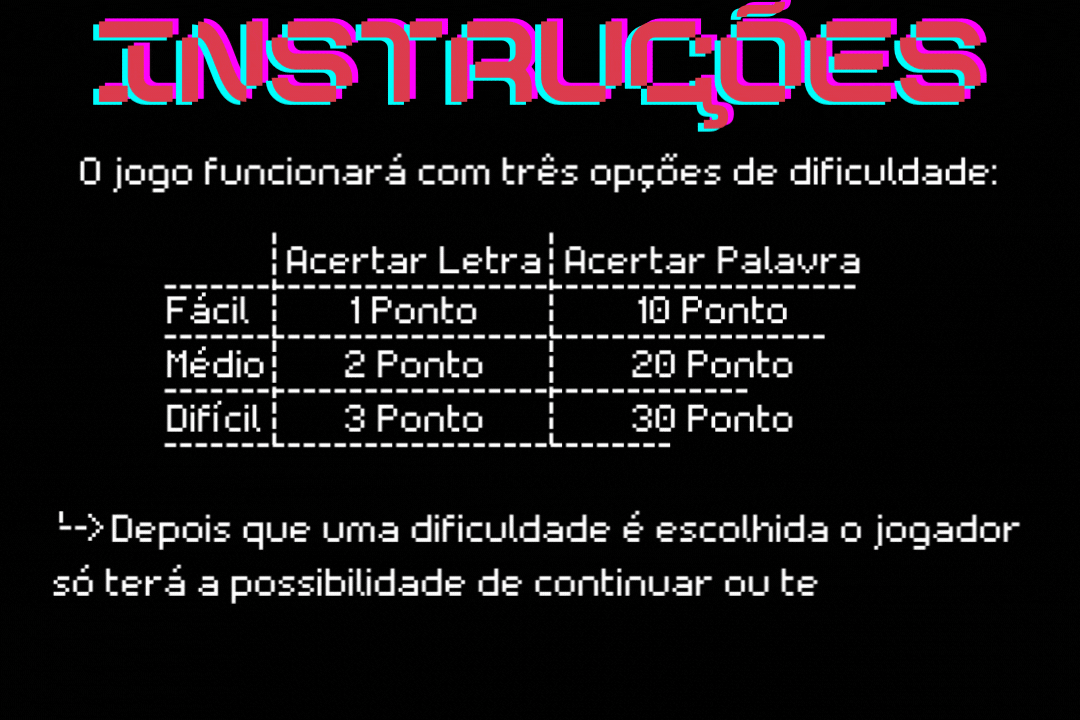 INSTRUÇÕES
O jogo funcionará com três opções de dificuldade:
Acertar Letra Acertar Palavra
Fácil 1 Ponto 10 Ponto
Médio 2 Ponto 20 Ponto
Difícil 3 Ponto 30 Ponto
└-> Depois que uma dificuldade é escolhida o jogador
só terá a possibilidade de continuar ou te